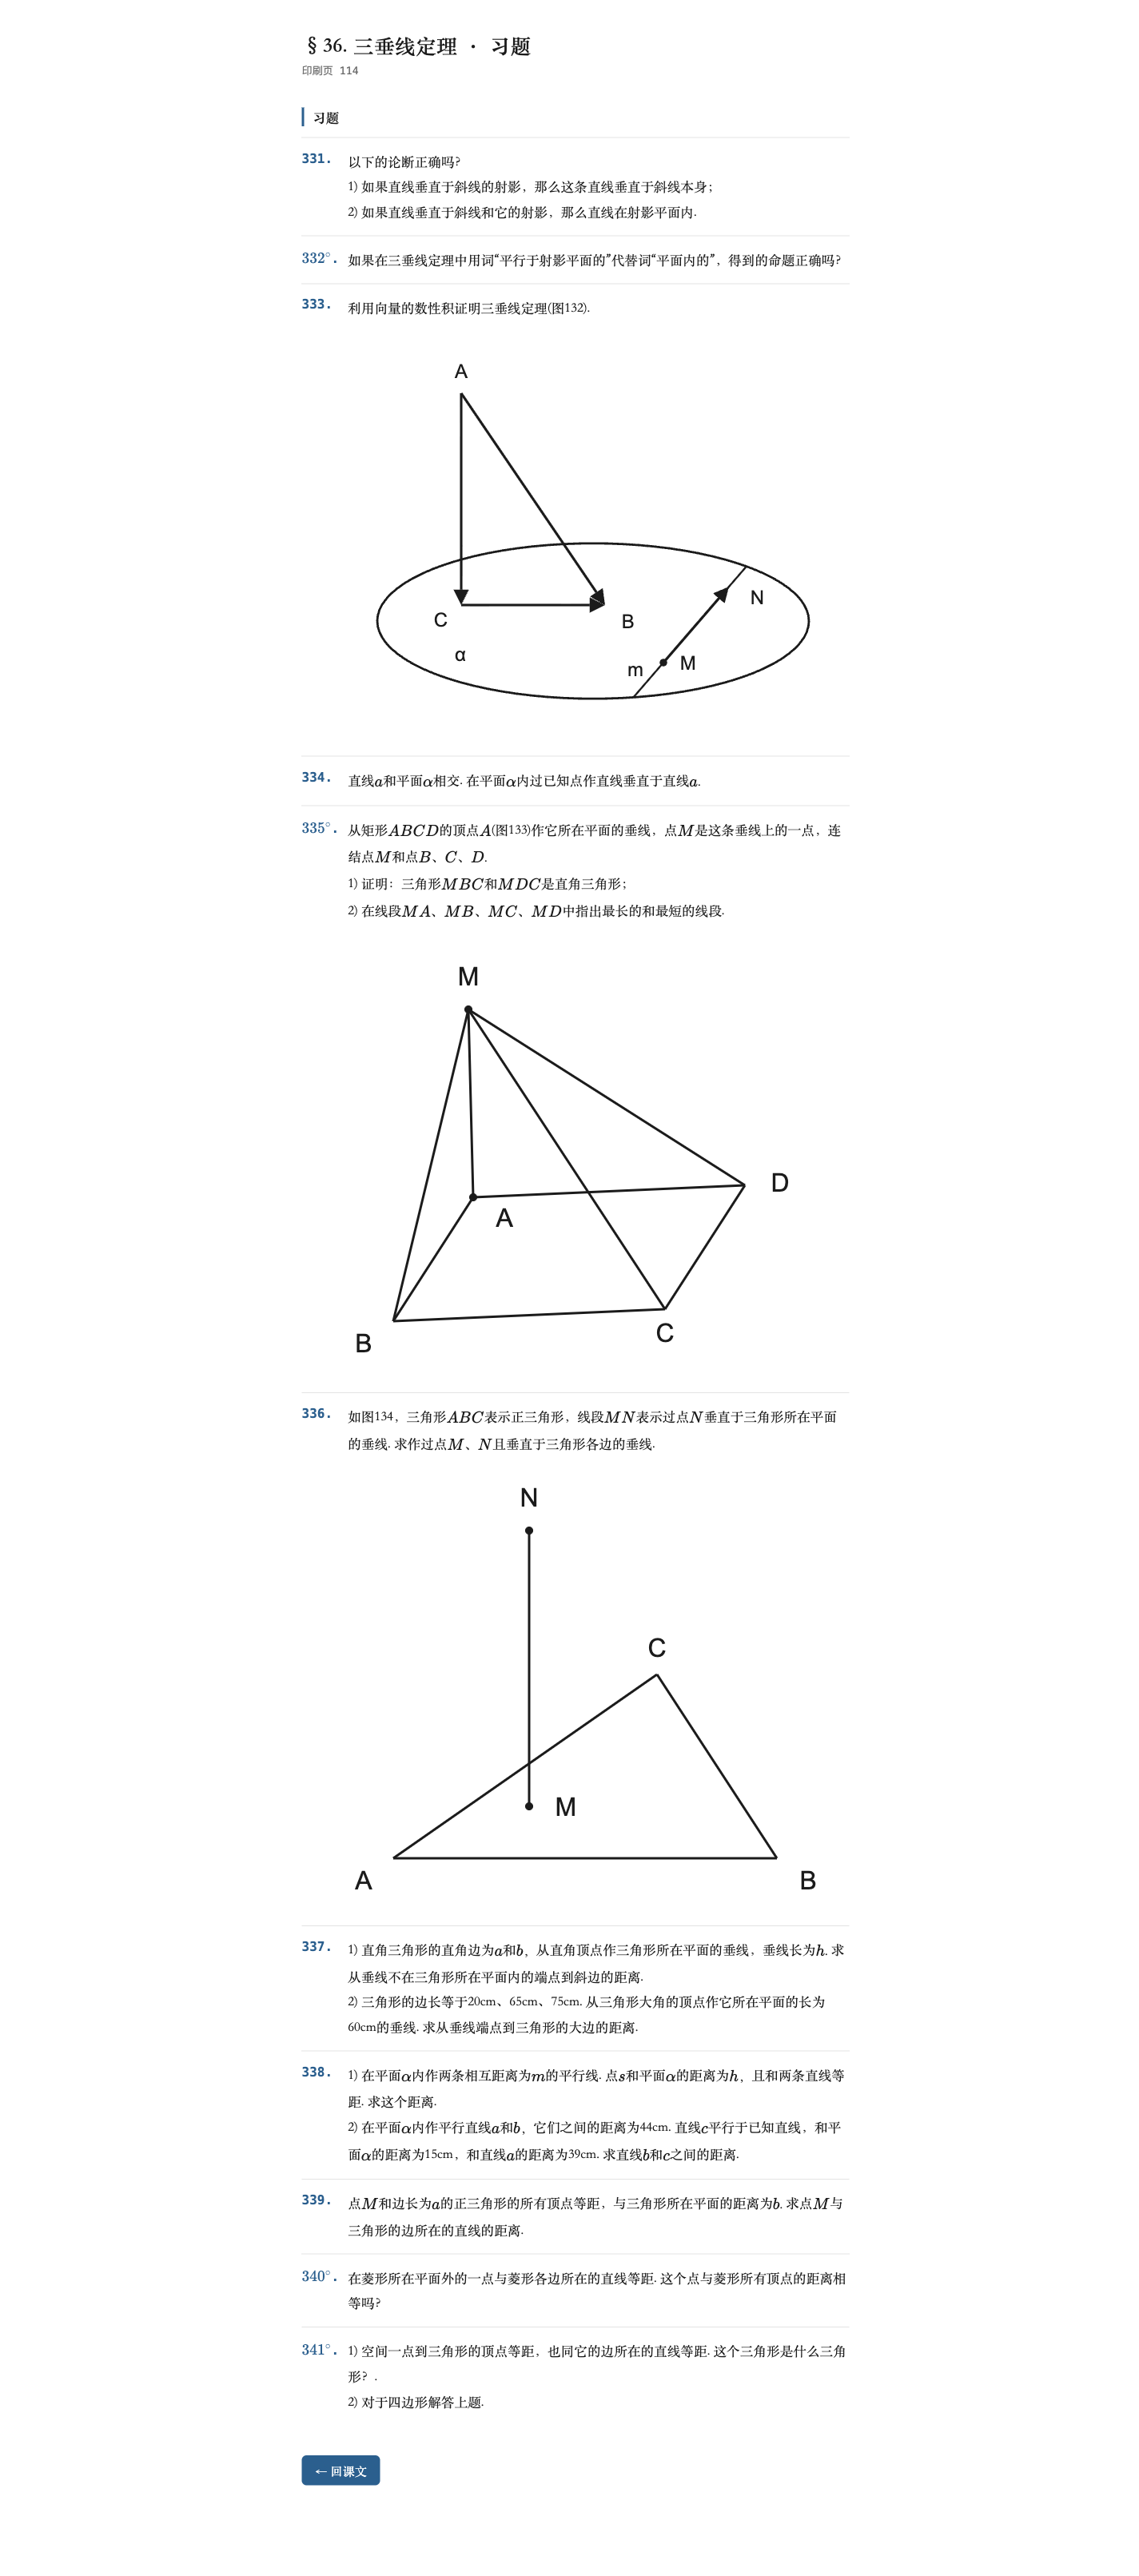 §36. 三垂线定理 · 习题
印刷页 114
习题
331. 以下的论断正确吗?
1) 如果直线垂直于斜线的射影，那么这条直线垂直于斜线本身;
2) 如果直线垂直于斜线和它的射影，那么直线在射影平面内.
332°. 如果在三垂线定理中用词“平行于射影平面的”代替词“平面内的”，得到的命题正确吗?
333. 利用向量的数性积证明三垂线定理(图132).
A
C
B
N
α
m
M
334. 直线a和平面α相交. 在平面α内过已知点作直线垂直于直线a.
335°. 从矩形ABCD的顶点A(图133)作它所在平面的垂线，点M是这条垂线上的一点，连
结点M和点B、C、D.
1) 证明：三角形MBC和MDC是直角三角形;
2) 在线段MA、MB、MC、MD中指出最长的和最短的线段.
M
D
A
B
C
336. 如图134，三角形ABC表示正三角形，线段MN表示过点N垂直于三角形所在平面
的垂线. 求作过点M、N且垂直于三角形各边的垂线.
N
C
M
A
B
337. 1) 直角三角形的直角边为a和b，从直角顶点作三角形所在平面的垂线，垂线长为h. 求
从垂线不在三角形所在平面内的端点到斜边的距离.
2) 三角形的边长等于20cm、65cm、75cm. 从三角形大角的顶点作它所在平面的长为
60cm的垂线. 求从垂线端点到三角形的大边的距离.
338. 1) 在平面α内作两条相互距离为m的平行线. 点s和平面α的距离为h，且和两条直线等
距. 求这个距离.
2) 在平面α内作平行直线a和b，它们之间的距离为44cm. 直线c平行于已知直线，和平
面α的距离为15cm，和直线a的距离为39cm. 求直线b和c之间的距离.
339. 点M和边长为a的正三角形的所有顶点等距，与三角形所在平面的距离为b. 求点M与
三角形的边所在的直线的距离.
340°. 在菱形所在平面外的一点与菱形各边所在的直线等距. 这个点与菱形所有顶点的距离相
等吗?
341°. 1) 空间一点到三角形的顶点等距，也同它的边所在的直线等距. 这个三角形是什么三角
形? .
2) 对于四边形解答上题.
← 回课文